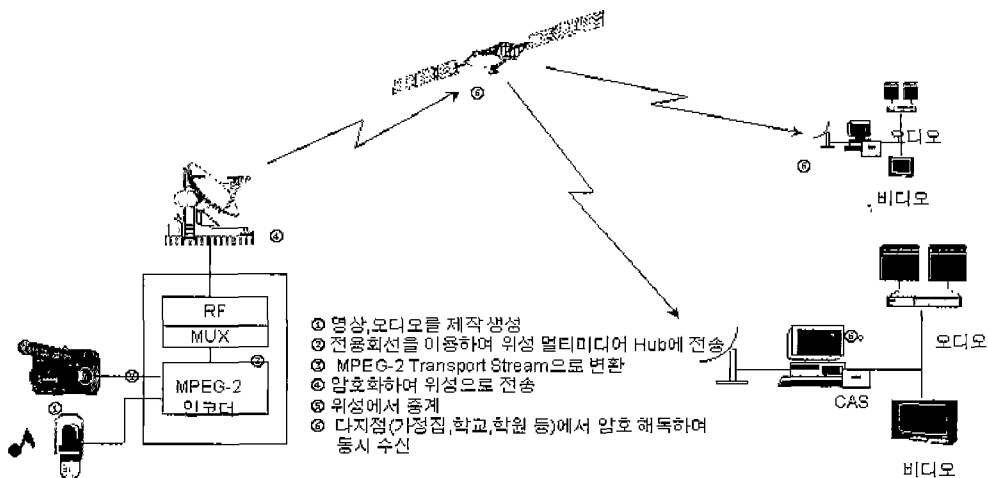 ⑤
오디오
⑥
비디오
④
RF
MUX
MPEG-2
인코더
①
① 영상,오디오를 제작 생성
② 전용회선을 이용하여 위성 멀티미디어 Hub에 전송
③ MPEG-2 Transport Stream으로 변환
④ 암호화하여 위성으로 전송
⑤ 위성에서 중계
⑥ 다지점(가정집,학교,학원 등)에서 암호 해독하며
동시 수신
오디오
CAS
비디오